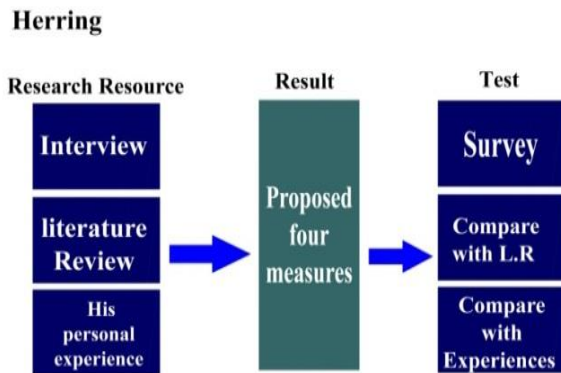 Herring
Research Resource
Interview
literature
Review
His
personal
experience
Result
Proposed
four
measures
Test
Survey
Compare
with L.R
Compare
with
Experiences